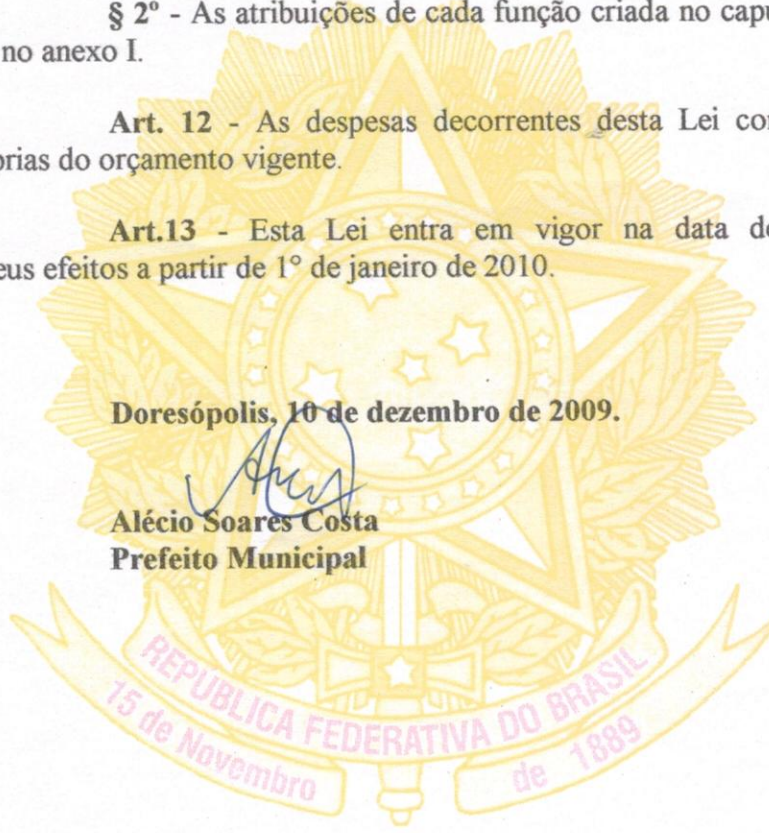 § 2º - As atribuições de cada função criada no capu
no anexo I.
Art. 12 - As despesas decorrentes desta Lei cor
rias do orçamento vigente.
Art.13 - Esta Lei entra em vigor na data de
eus efeitos a partir de 1° de janeiro de 2010.
Doresópolis, 10 de dezembro de 2009.
Alécio Soares Costa
Prefeito Municipal
REPUBLICA FEDERATIVA DO BRASIL
15 de Novembro de 1889